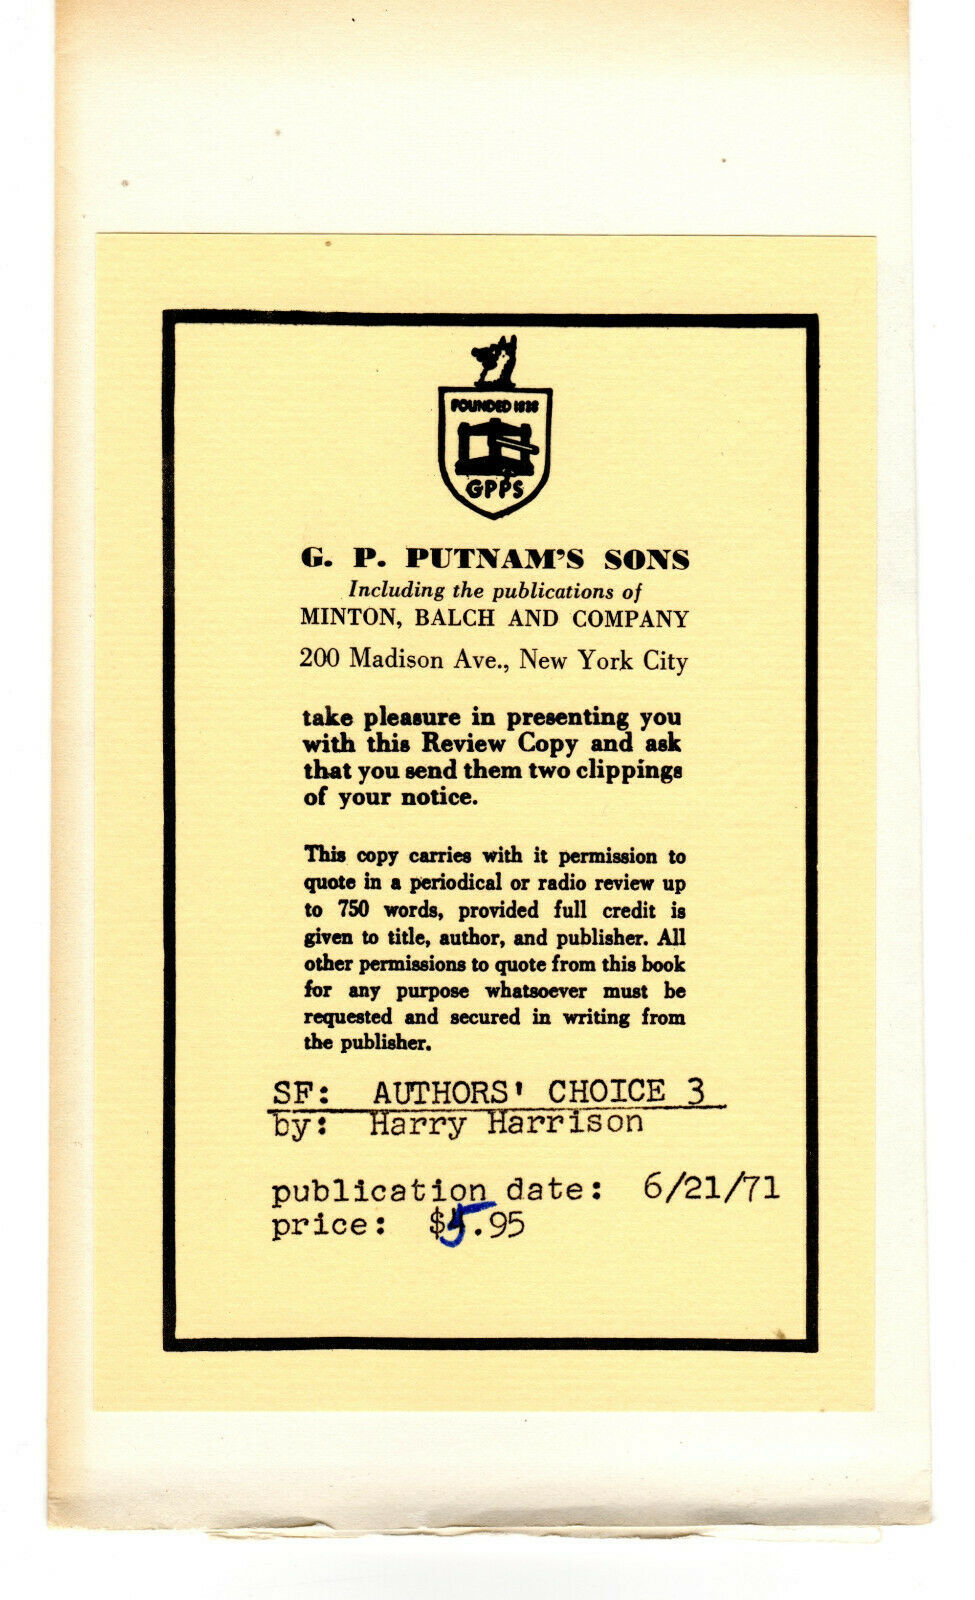 FOUNDED 1838
GPPS
G. P. PUTNAM'S SONS
Including the publications of
MINTON, BALCH AND COMPANY
200 Madison Ave., New York City
take pleasure in presenting you
with this Review Copy and ask
that you send them two clippings
of your notice.
This copy carries with it permission to
quote in a periodical or radio review up
to 750 words, provided full credit is
given to title, author, and publisher. All
other permissions to quote from this book
for any purpose whatsoever must be
requested and secured in writing from
the publisher.
SF: AUTHORS' CHOICE 3
by: Harry Harrison
publication date: 6/21/71
price: $5.95